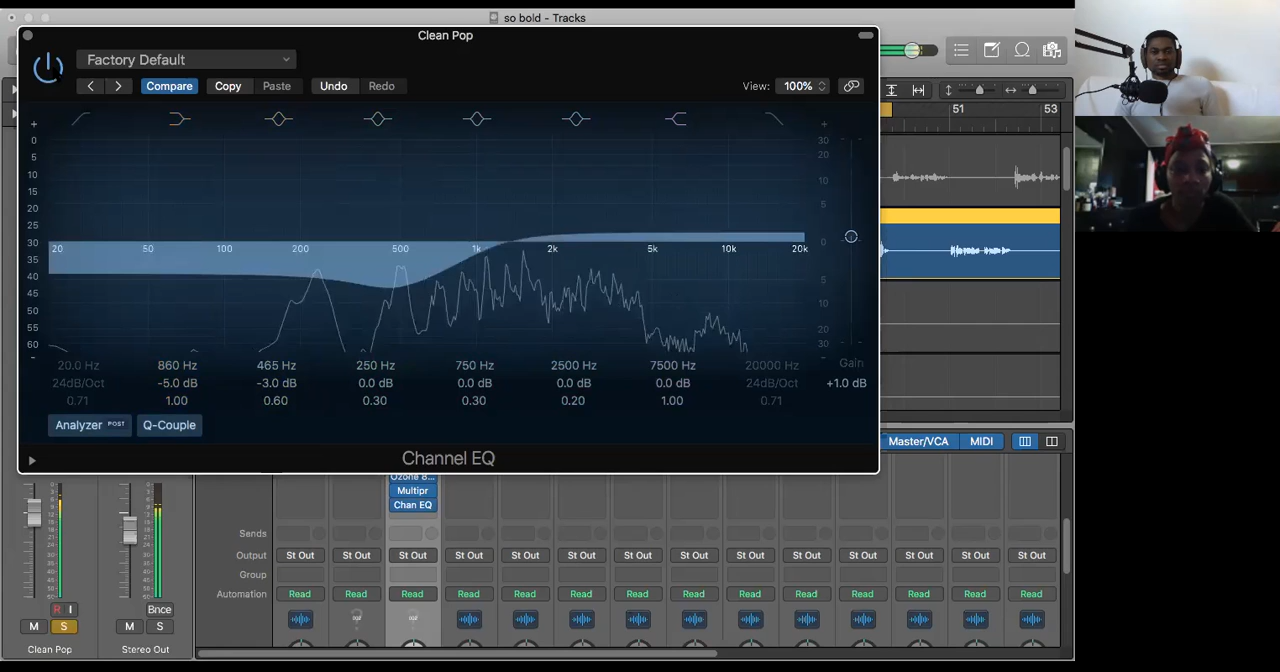 so bold - Tracks
Clean Pop
Factory Default
Compare Copy Paste Undo Redo View: 100%
51 53
+ +
0 30
5 20
10 10
15
20 5
25
30 20 50 100 200 500 1k 2k 5k 10k 20k 0
35
40 5
45
50 10
55 20
60 30
- -
20.0 Hz 860 Hz 465 Hz 250 Hz 750 Hz 2500 Hz 7500 Hz 20000 Hz Gain
24dB/Oct -5.0 dB -3.0 dB 0.0 dB 0.0 dB 0.0 dB 0.0 dB 24dB/Oct +1.0 dB
0.71 1.00 0.60 0.30 0.30 0.20 1.00 0.71
Analyzer POST Q-Couple
Master/VCA MIDI
Channel EQ
Ozone 8...
Multipr
Chan EQ
Sends
Output St Out St Out St Out St Out St Out St Out St Out St Out St Out St Out St Out St Out St Out St Out
Group
Automation Read Read Read Read Read Read Read Read Read Read Read Read Read Read
R I Bnce
M S M S
Clean Pop Stereo Out